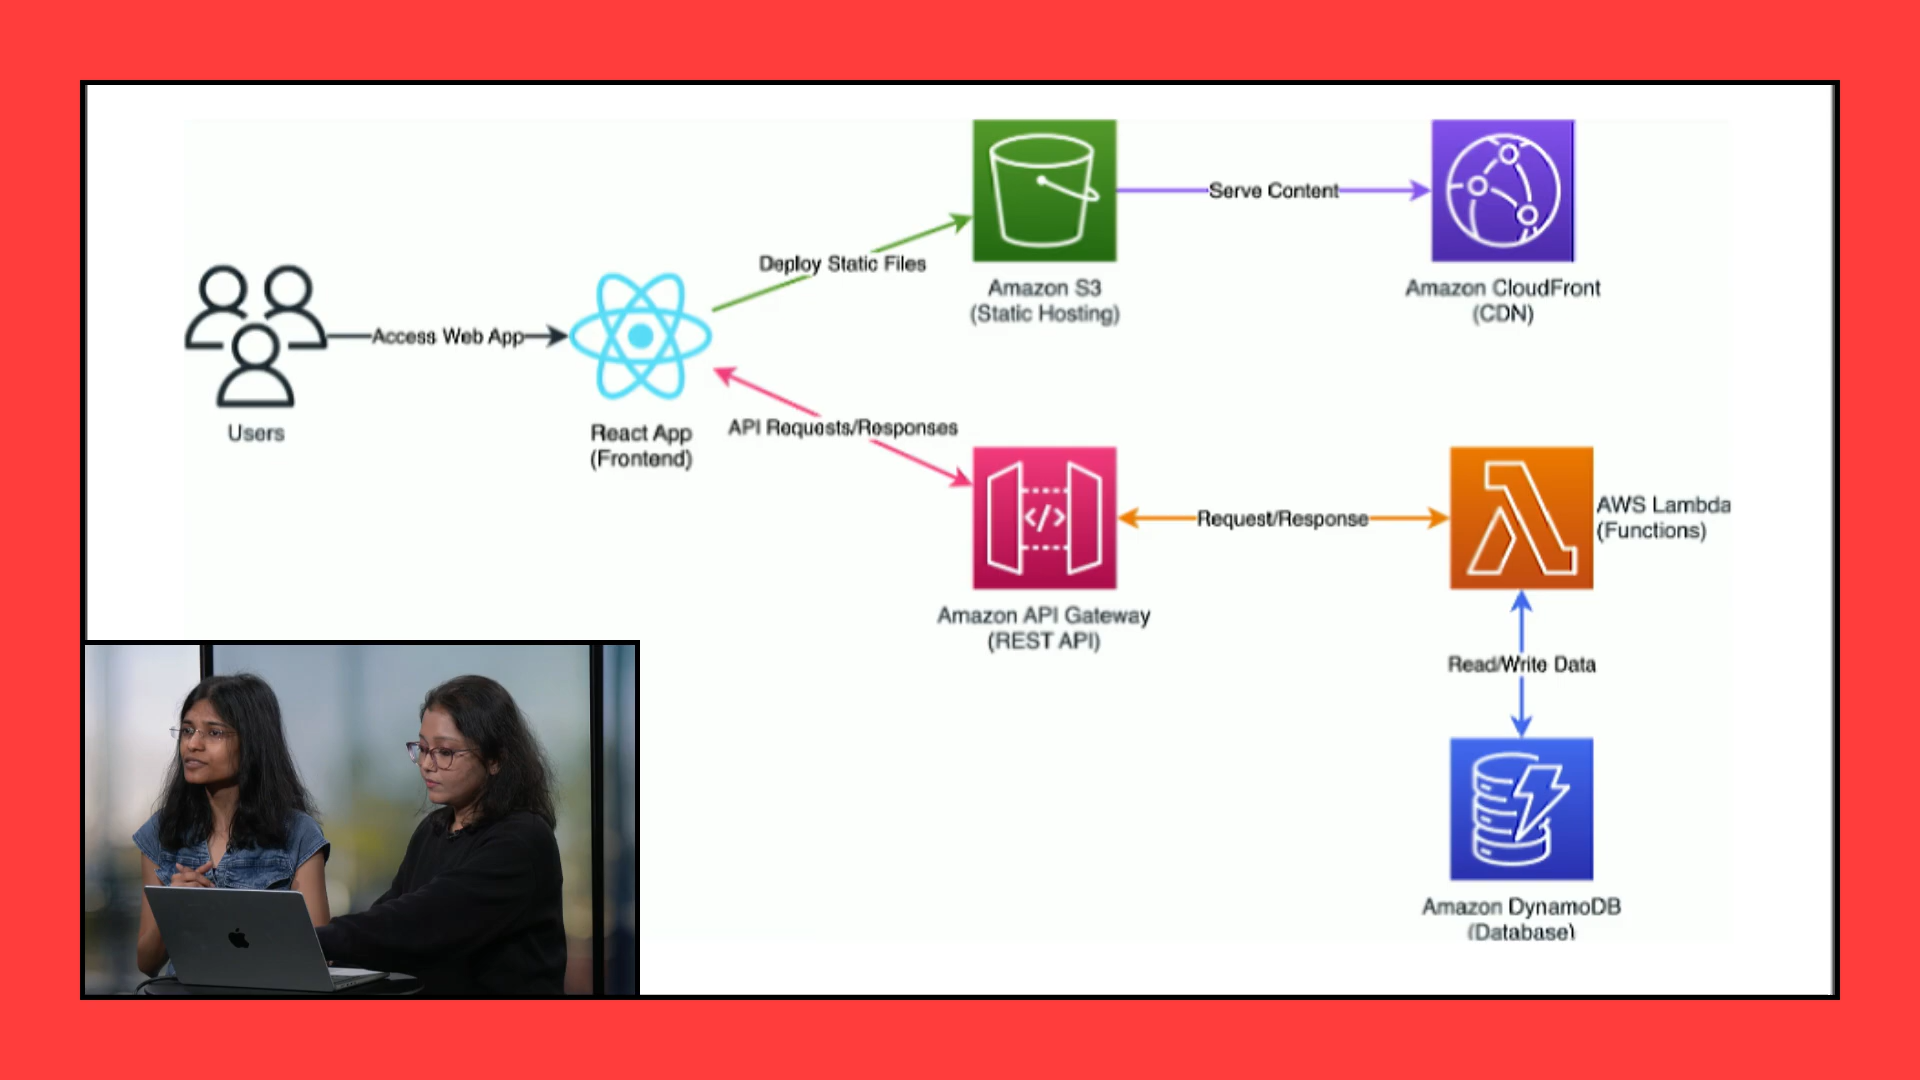 Serve Content
Deploy Static Files
Amazon S3
(Static Hosting)
Amazon CloudFront
(CDN)
Access Web App
API Requests/Responses
Users
React App
(Frontend)
</>
Request/Response
AWS Lambda
(Functions)
Amazon API Gateway
(REST API)
Read/Write Data
Amazon DynamoDB
(Database)